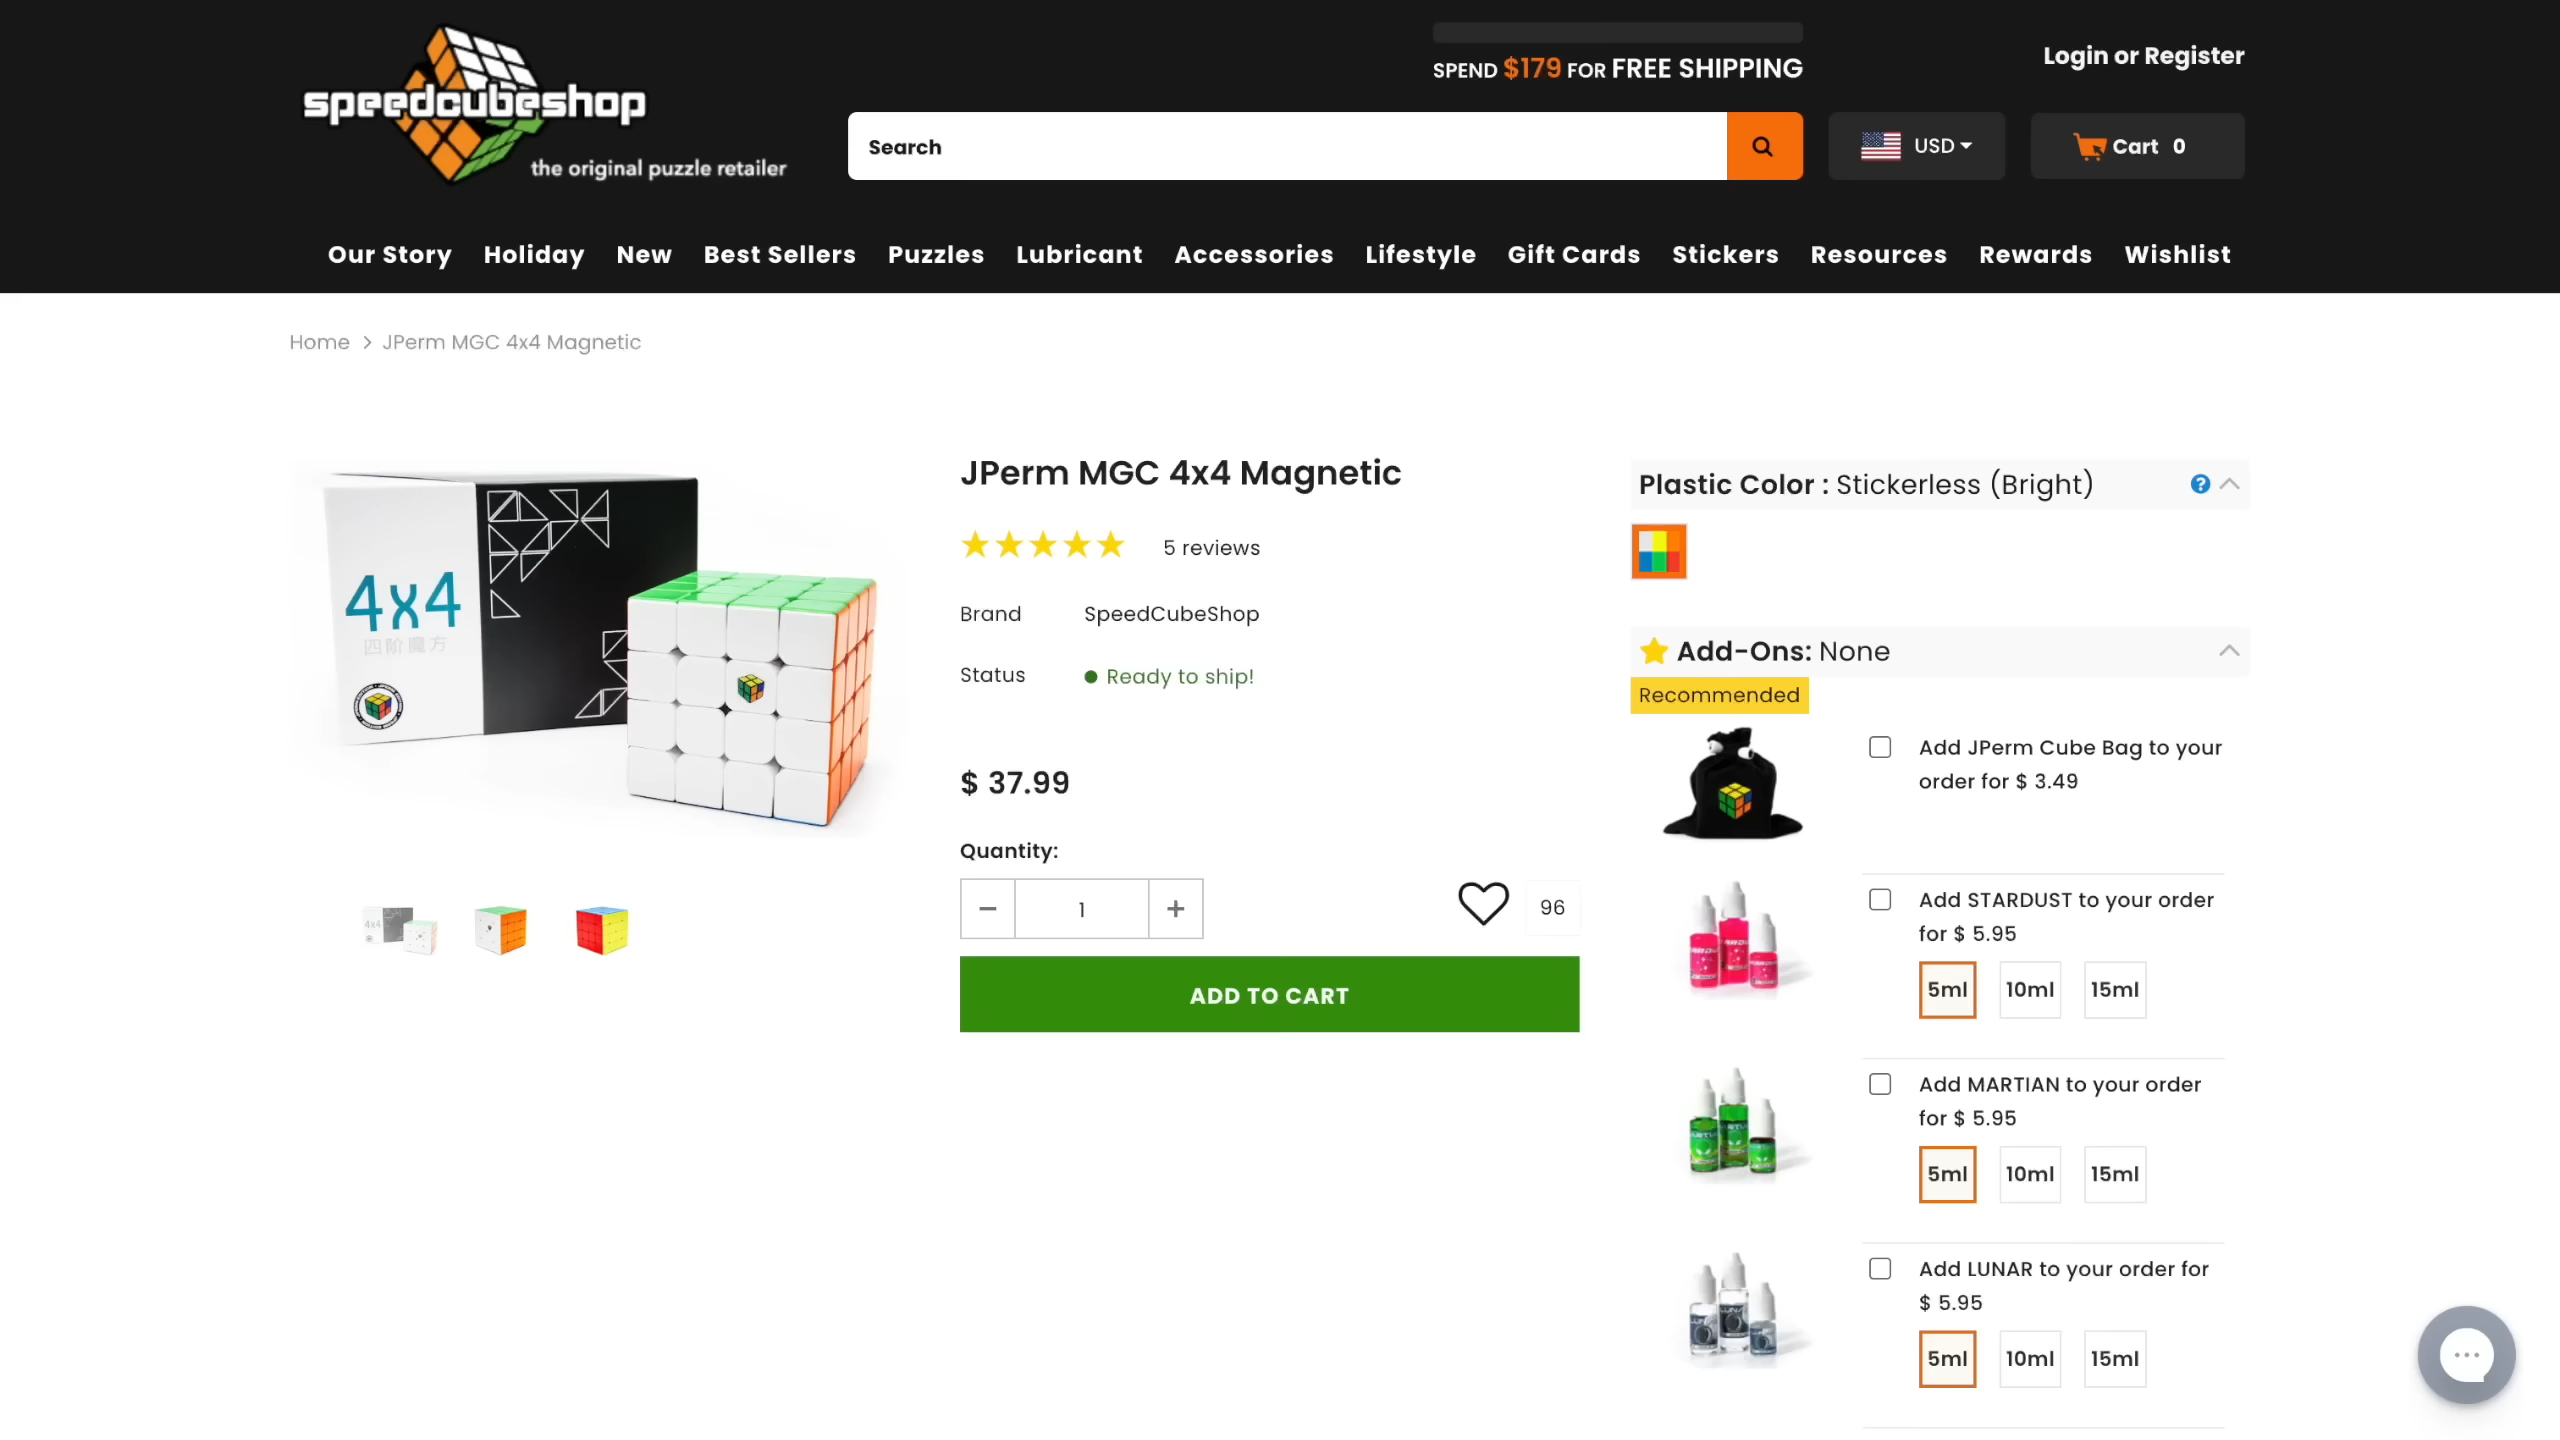 speedcubeshop
the original puzzle retailer
SPEND $179 FOR FREE SHIPPING
Login or Register
Search
USD
Cart 0
Our Story Holiday New Best Sellers Puzzles Lubricant Accessories Lifestyle Gift Cards Stickers Resources Rewards Wishlist
Home > JPerm MGC 4x4 Magnetic
4x4
四阶魔方
JPerm MGC 4x4 Magnetic
5 reviews
Brand SpeedCubeShop
Status Ready to ship!
$ 37.99
Quantity:
1
96
ADD TO CART
Plastic Color : Stickerless (Bright)
?
Add-Ons: None
Recommended
Add JPerm Cube Bag to your
order for $ 3.49
Add STARDUST to your order
for $ 5.95
5ml 10ml 15ml
Add MARTIAN to your order
for $ 5.95
5ml 10ml 15ml
Add LUNAR to your order for
$ 5.95
5ml 10ml 15ml